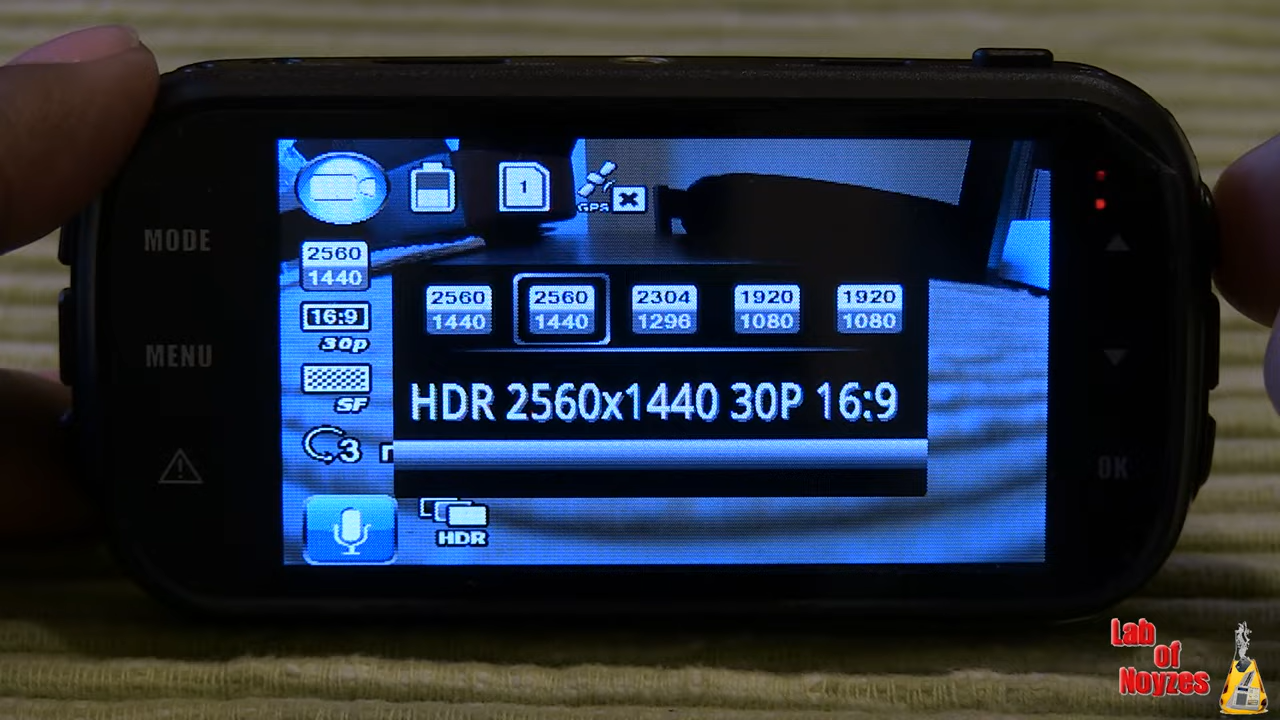 MODE
MENU
1
GPS
2560
1440
16:9
30p
SF
3
HDR
2560
1440
2560
1440
2304
1296
1920
1080
1920
1080
HDR 2560x1440 30P 16:9
OK
Lab
of
Noyzes